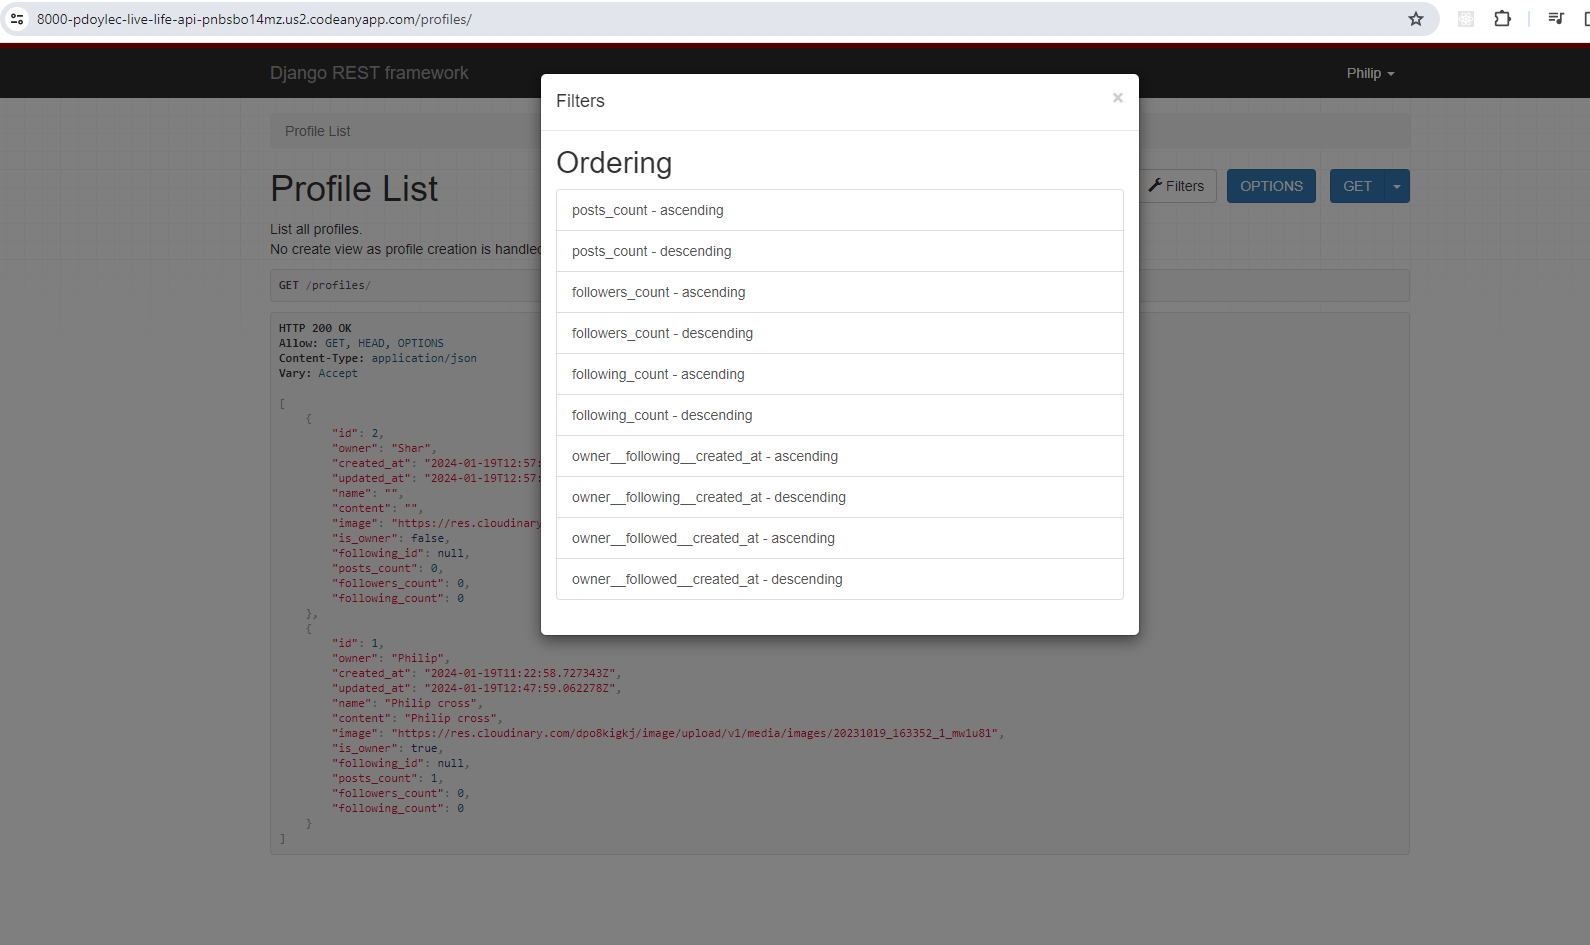 8000-pdoylec-live-life-api-pnbsbo14mz.us2.codeanyapp.com/profiles/
Django REST framework
Philip
Profile List
Profile List
Filters
OPTIONS
GET
List all profiles.
No create view as profile creation is handled
GET /profiles/
HTTP 200 OK
Allow: GET, HEAD, OPTIONS
Content-Type: application/json
Vary: Accept
[
{
"id": 2,
"owner": "Shar",
"created_at": "2024-01-19T12:57:
"updated_at": "2024-01-19T12:57:
"name": "",
"content": "",
"image": "https://res.cloudinary
"is_owner": false,
"following_id": null,
"posts_count": 0,
"followers_count": 0,
"following_count": 0
},
{
"id": 1,
"owner": "Philip",
"created_at": "2024-01-19T11:22:58.727343Z",
"updated_at": "2024-01-19T12:47:59.062278Z",
"name": "Philip cross",
"content": "Philip cross",
"image": "https://res.cloudinary.com/dpo8kigkj/image/upload/v1/media/images/20231019_163352_1_mw1u81",
"is_owner": true,
"following_id": null,
"posts_count": 1,
"followers_count": 0,
"following_count": 0
}
]
Filters
×
Ordering
posts_count - ascending
posts_count - descending
followers_count - ascending
followers_count - descending
following_count - ascending
following_count - descending
owner__following__created_at - ascending
owner__following__created_at - descending
owner__followed__created_at - ascending
owner__followed__created_at - descending